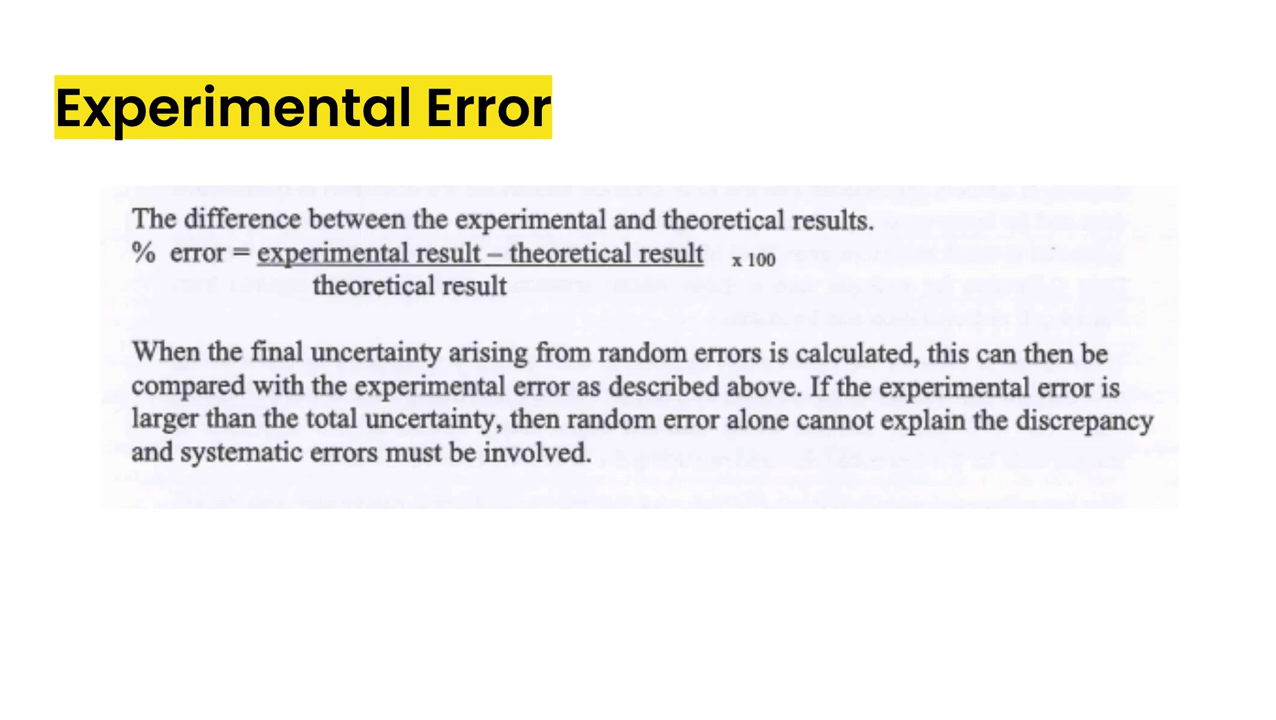 Experimental Error
The difference between the experimental and theoretical results.
% error = experimental result – theoretical result x 100
theoretical result
When the final uncertainty arising from random errors is calculated, this can then be
compared with the experimental error as described above. If the experimental error is
larger than the total uncertainty, then random error alone cannot explain the discrepancy
and systematic errors must be involved.